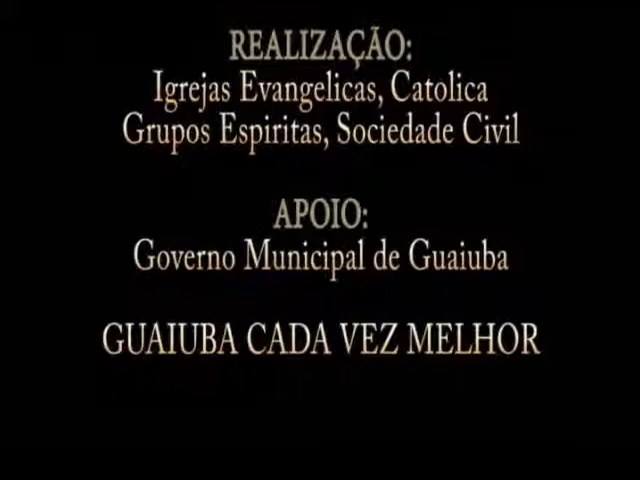 REALIZAÇÃO:
Igrejas Evangelicas, Catolica
Grupos Espiritas, Sociedade Civil
APOIO:
Governo Municipal de Guaiuba
GUAIUBA CADA VEZ MELHOR